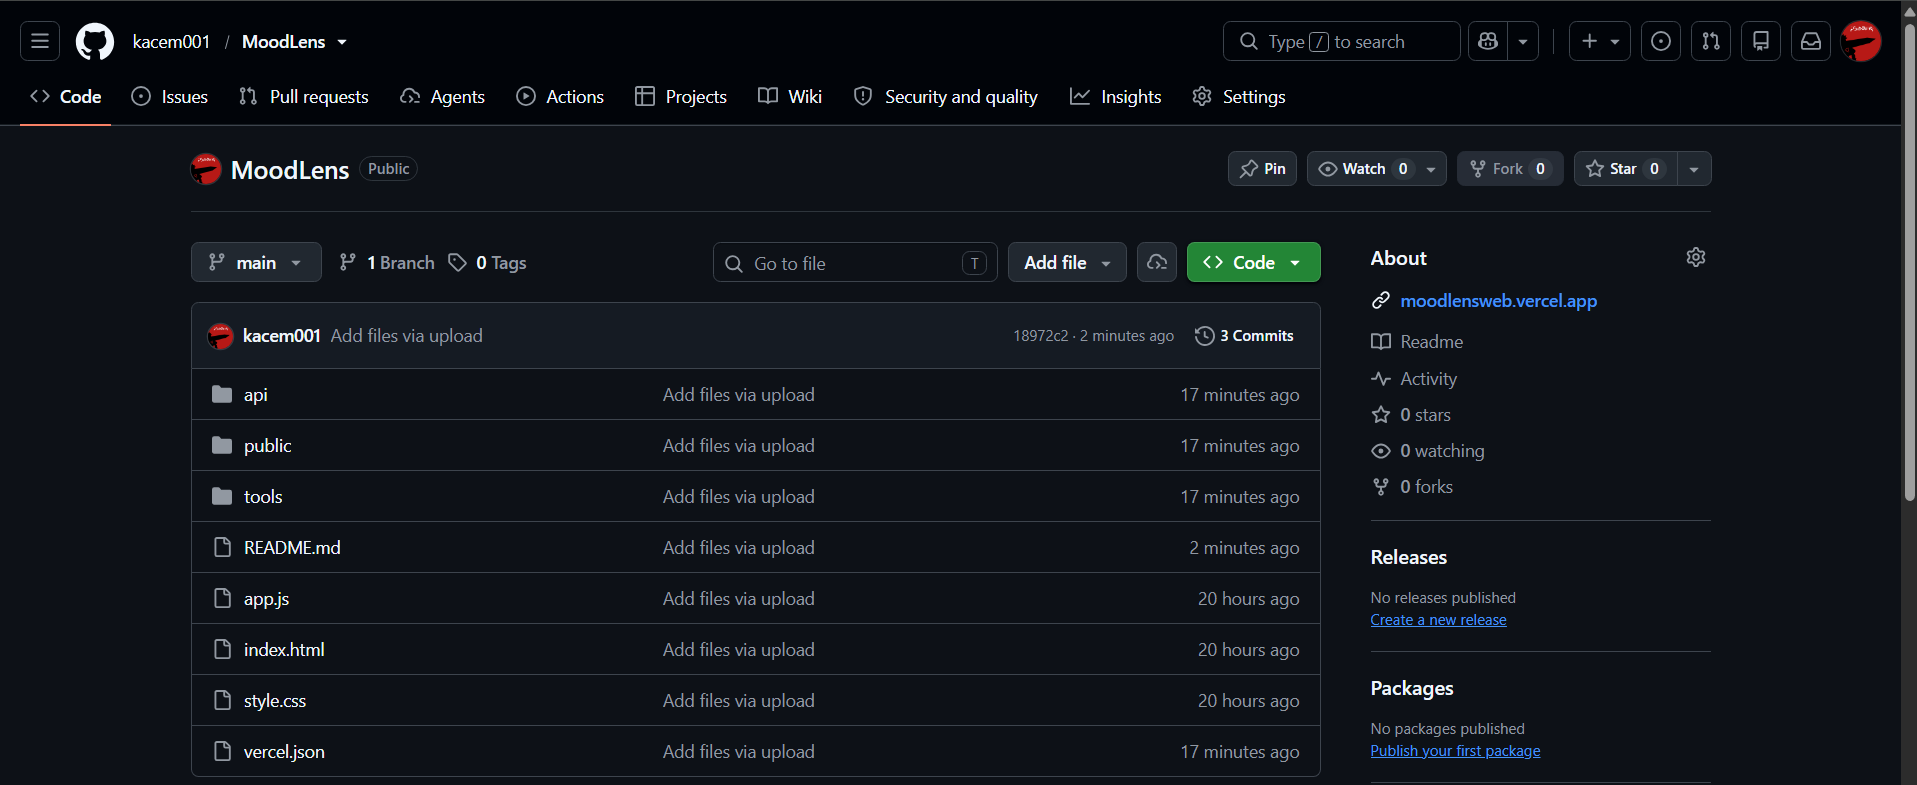 kacem001 / MoodLens
Type / to search
Code Issues Pull requests Agents Actions Projects Wiki Security and quality Insights Settings
MoodLens Public
Pin Watch 0 Fork 0 Star 0
main 1 Branch 0 Tags Go to file T Add file Code
kacem001 Add files via upload 18972c2 · 2 minutes ago 3 Commits
api Add files via upload 17 minutes ago
public Add files via upload 17 minutes ago
tools Add files via upload 17 minutes ago
README.md Add files via upload 2 minutes ago
app.js Add files via upload 20 hours ago
index.html Add files via upload 20 hours ago
style.css Add files via upload 20 hours ago
vercel.json Add files via upload 17 minutes ago
About
moodlensweb.vercel.app
Readme
Activity
0 stars
0 watching
0 forks
Releases
No releases published
Create a new release
Packages
No packages published
Publish your first package